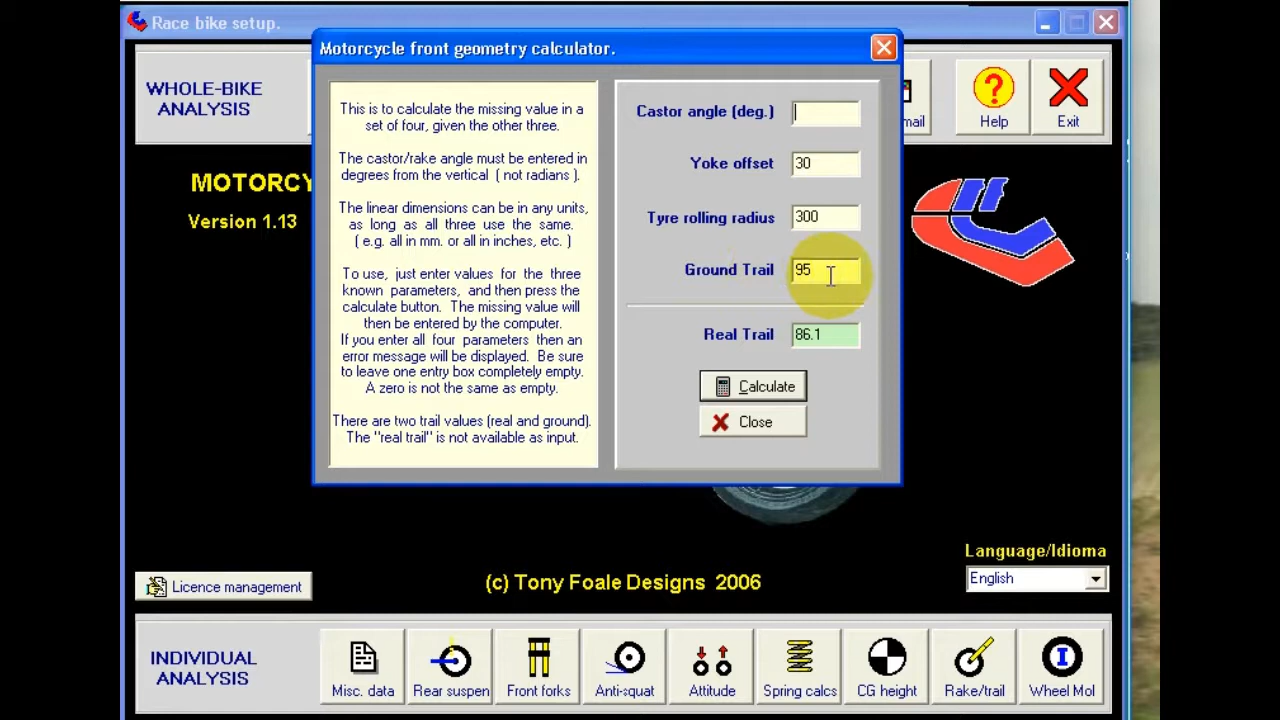 Race bike setup.
Motorcycle front geometry calculator.
WHOLE-BIKE
ANALYSIS
mail
Help
Exit
MOTORCY
Version 1.13
This is to calculate the missing value in a
set of four, given the other three.
The castor/rake angle must be entered in
degrees from the vertical ( not radians ).
The linear dimensions can be in any units,
as long as all three use the same.
( e.g. all in mm. or all in inches, etc. )
To use, just enter values for the three
known parameters, and then press the
calculate button. The missing value will
then be entered by the computer.
If you enter all four parameters then an
error message will be displayed. Be sure
to leave one entry box completely empty.
A zero is not the same as empty.
There are two trail values (real and ground).
The "real trail" is not available as input.
Castor angle (deg.)
Yoke offset 30
Tyre rolling radius 300
Ground Trail 95
Real Trail 86.1
Calculate
Close
Language/Idioma
English
Licence management
(c) Tony Foale Designs 2006
INDIVIDUAL
ANALYSIS
Misc. data
Rear suspen
Front forks
Anti-squat
Attitude
Spring calcs
CG height
Rake/trail
Wheel MoI